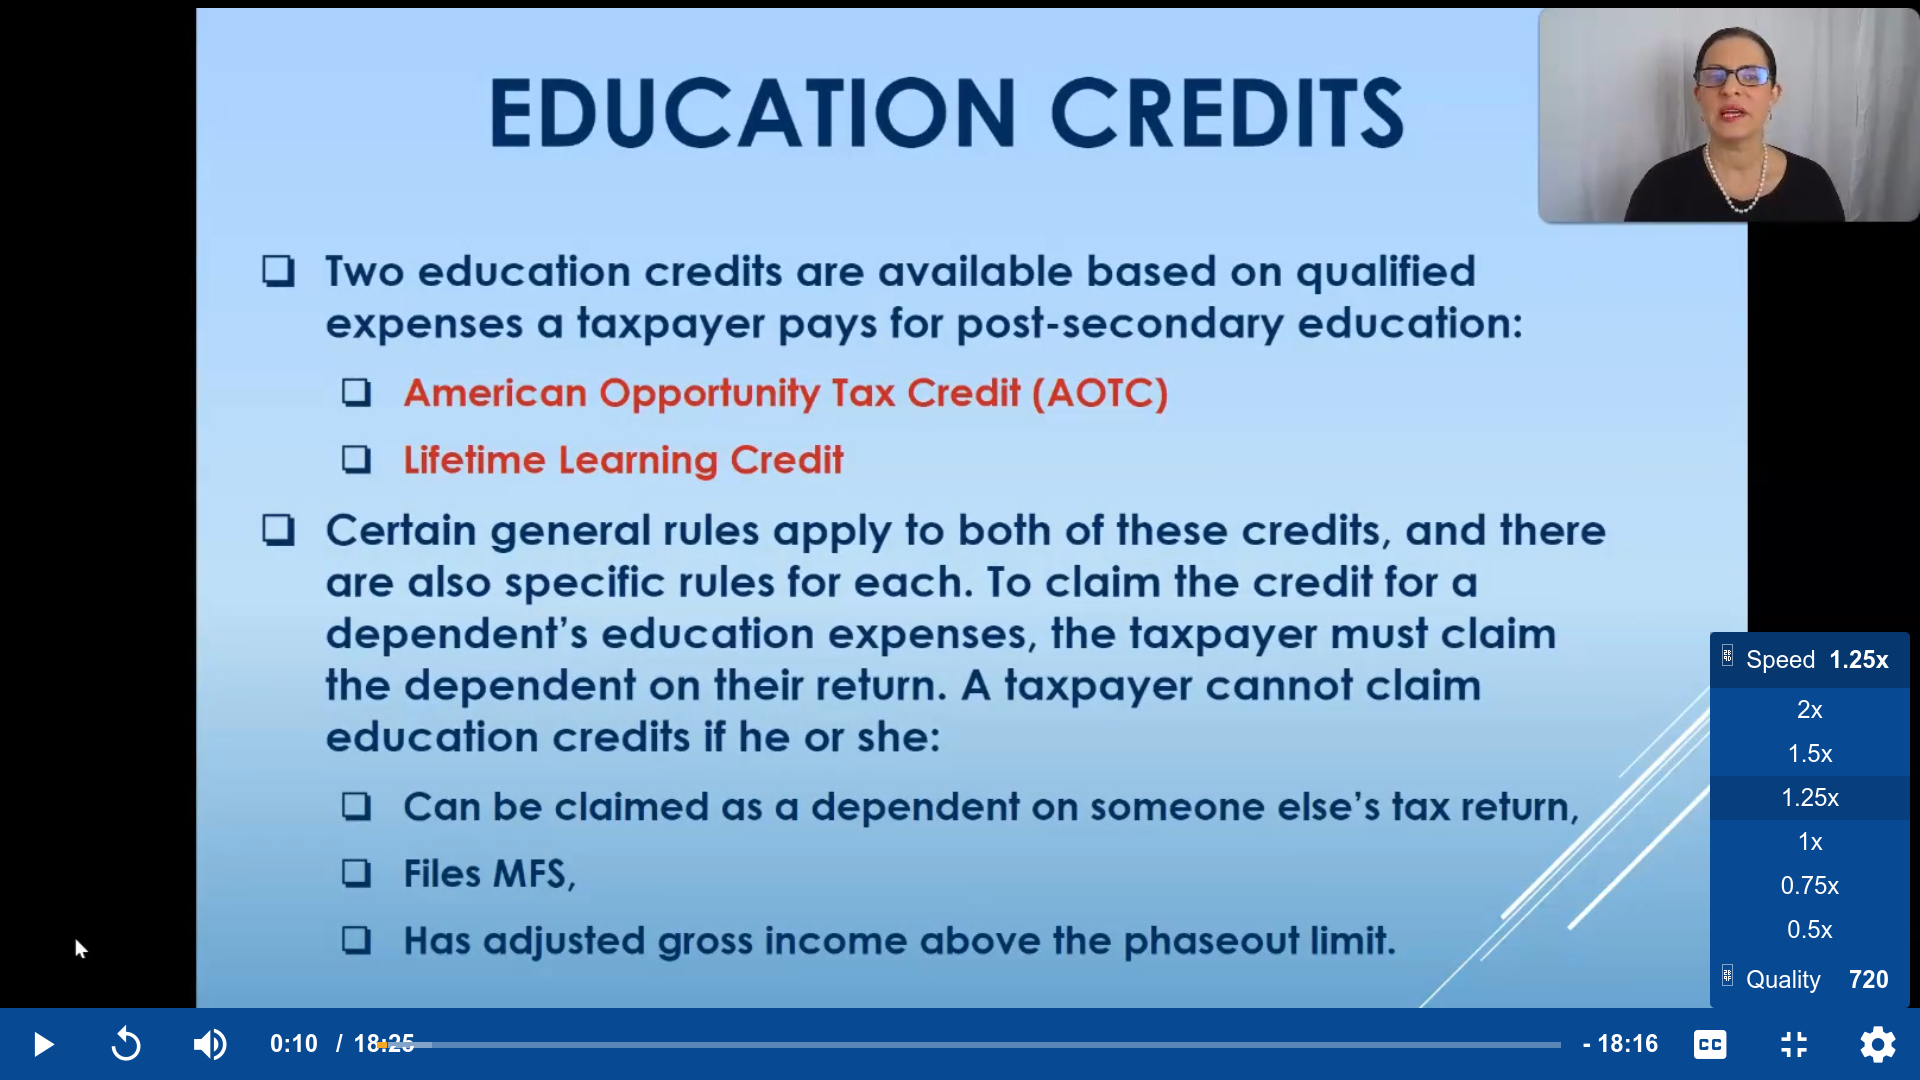 EDUCATION CREDITS
Two education credits are available based on qualified
expenses a taxpayer pays for post-secondary education:
American Opportunity Tax Credit (AOTC)
Lifetime Learning Credit
Certain general rules apply to both of these credits, and there
are also specific rules for each. To claim the credit for a
dependent’s education expenses, the taxpayer must claim
the dependent on their return. A taxpayer cannot claim
education credits if he or she:
Can be claimed as a dependent on someone else’s tax return,
Files MFS,
Has adjusted gross income above the phaseout limit.
Speed 1.25x
2x
1.5x
1.25x
1x
0.75x
0.5x
Quality 720
0:10 / 18:25
- 18:16
CC